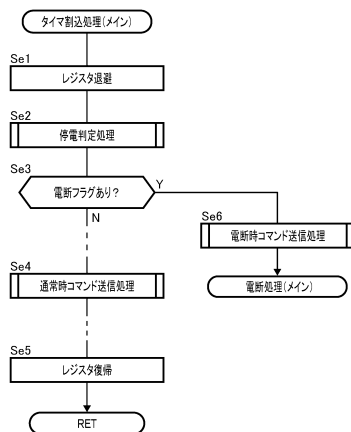 タイマ割込処理(メイン)
Se1
レジスタ退避
Se2
停電判定処理
Se3
電断フラグあり？
Y
N
Se6
電断時コマンド送信処理
電断処理(メイン)
Se4
通常時コマンド送信処理
Se5
レジスタ復帰
RET